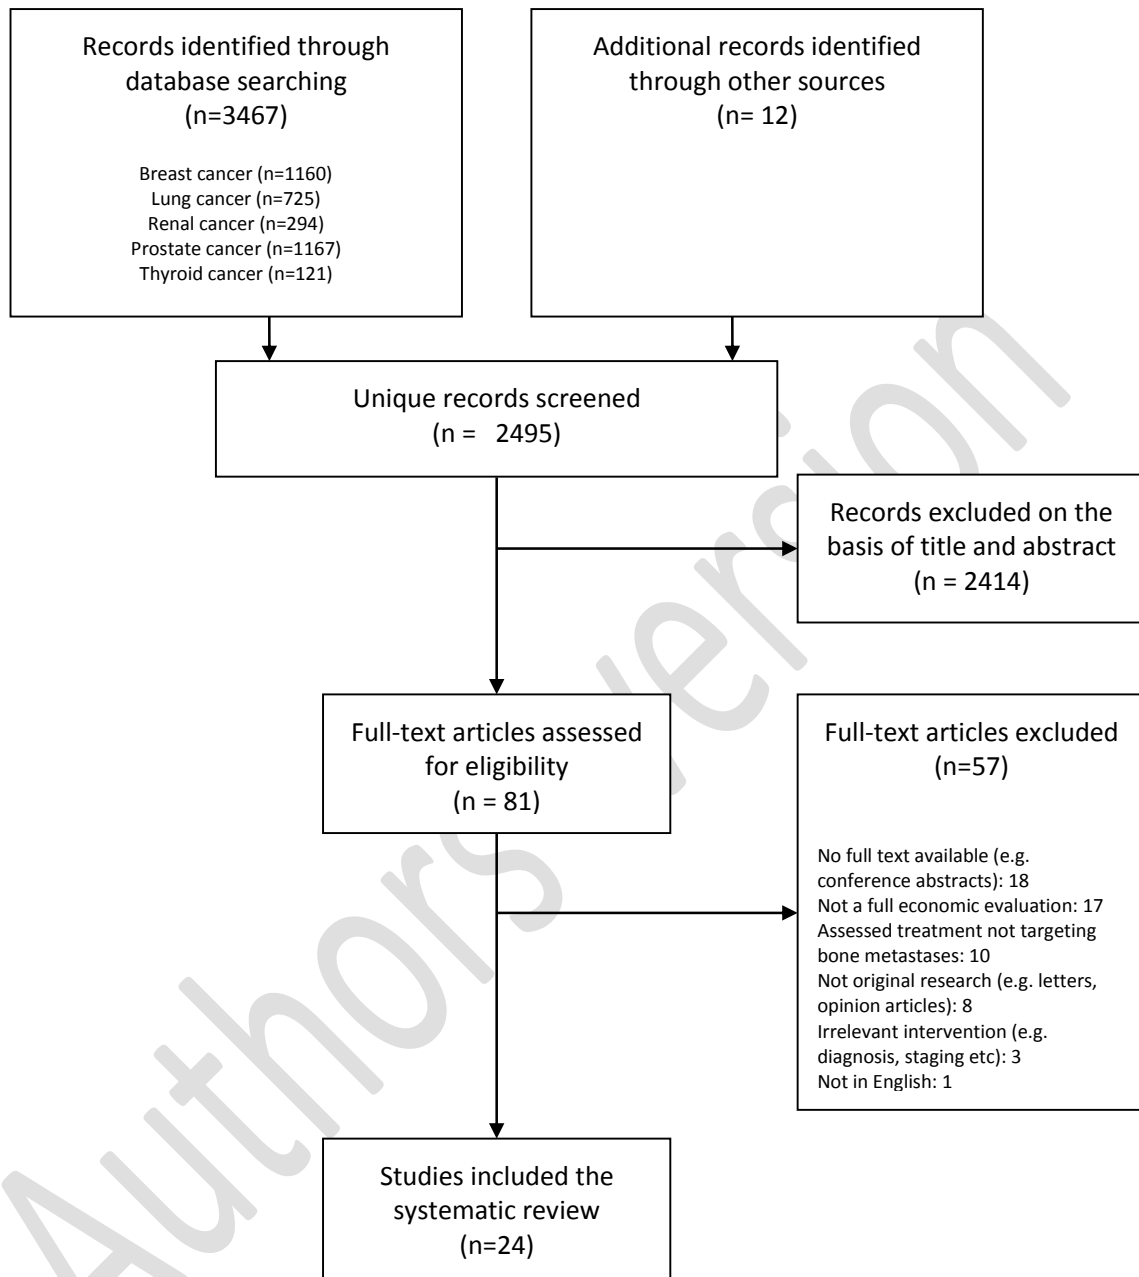 Records identified through
database searching
(n=3467)
Breast cancer (n=1160)
Lung cancer (n=725)
Renal cancer (n=294)
Prostate cancer (n=1167)
Thyroid cancer (n=121)
Additional records identified
through other sources
(n= 12)
Unique records screened
(n =   2495)
Records excluded on the
basis of title and abstract
(n = 2414)
Full-text articles assessed
for eligibility
(n = 81)
Full-text articles excluded
(n=57)
No full text available (e.g.
conference abstracts): 18
Not a full economic evaluation: 17
Assessed treatment not targeting
bone metastases: 10
Not original research (e.g. letters,
opinion articles): 8
Irrelevant intervention (e.g.
diagnosis, staging etc): 3
Not in English: 1
Studies included the
systematic review
(n=24)
Authors version